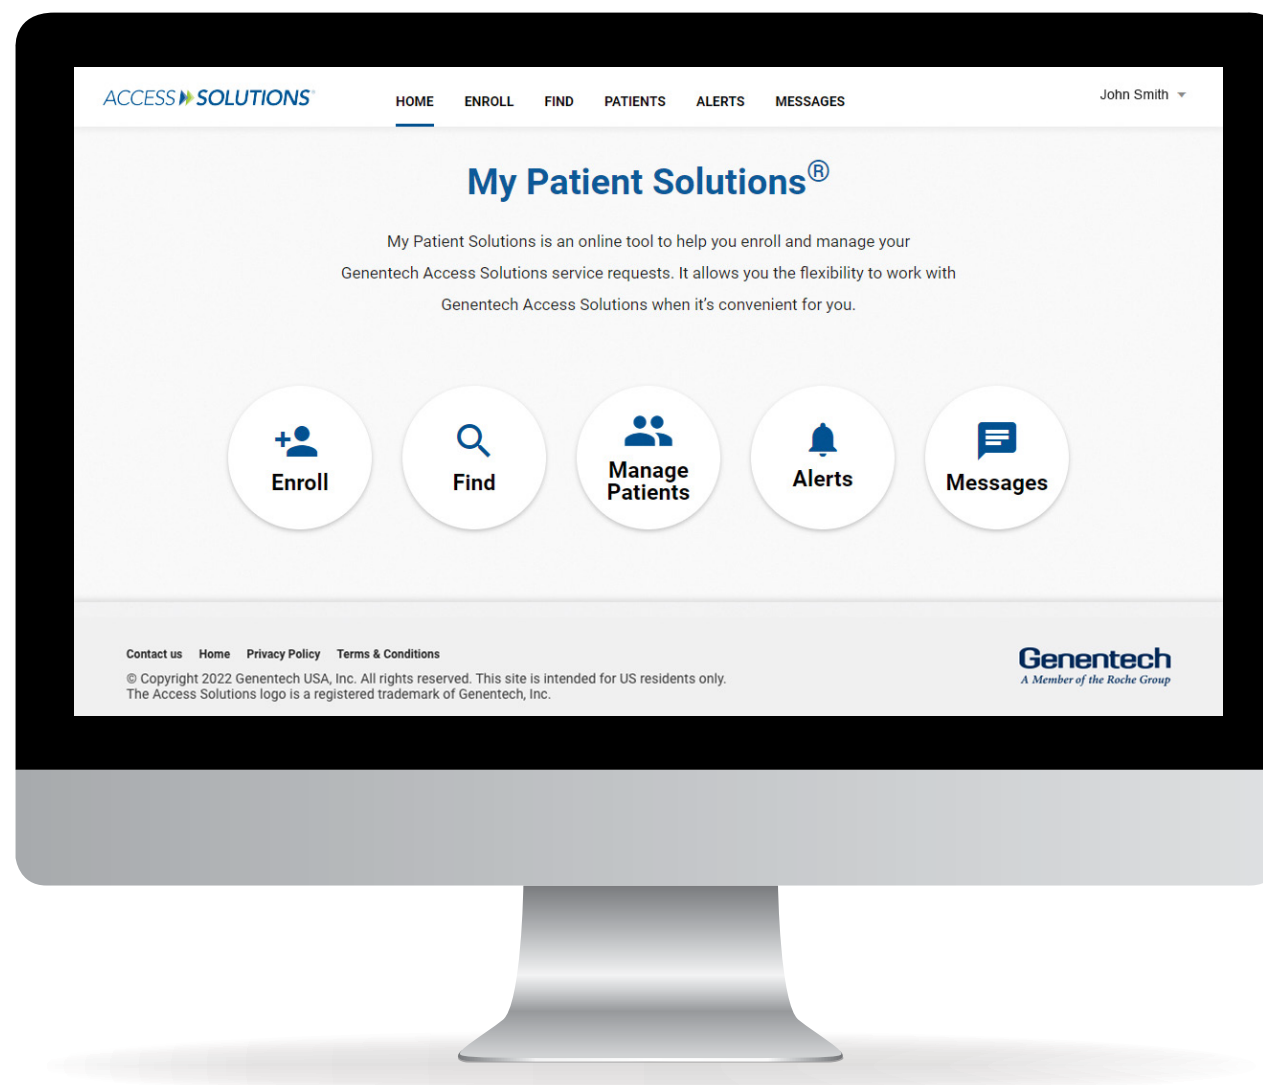 ACCESS SOLUTIONS®
HOME ENROLL FIND PATIENTS ALERTS MESSAGES
John Smith
My Patient Solutions®
My Patient Solutions is an online tool to help you enroll and manage your
Genentech Access Solutions service requests. It allows you the flexibility to work with
Genentech Access Solutions when it’s convenient for you.
Enroll
Find
Manage
Patients
Alerts
Messages
Contact us Home Privacy Policy Terms & Conditions
© Copyright 2022 Genentech USA, Inc. All rights reserved. This site is intended for US residents only.
The Access Solutions logo is a registered trademark of Genentech, Inc.
Genentech
A Member of the Roche Group